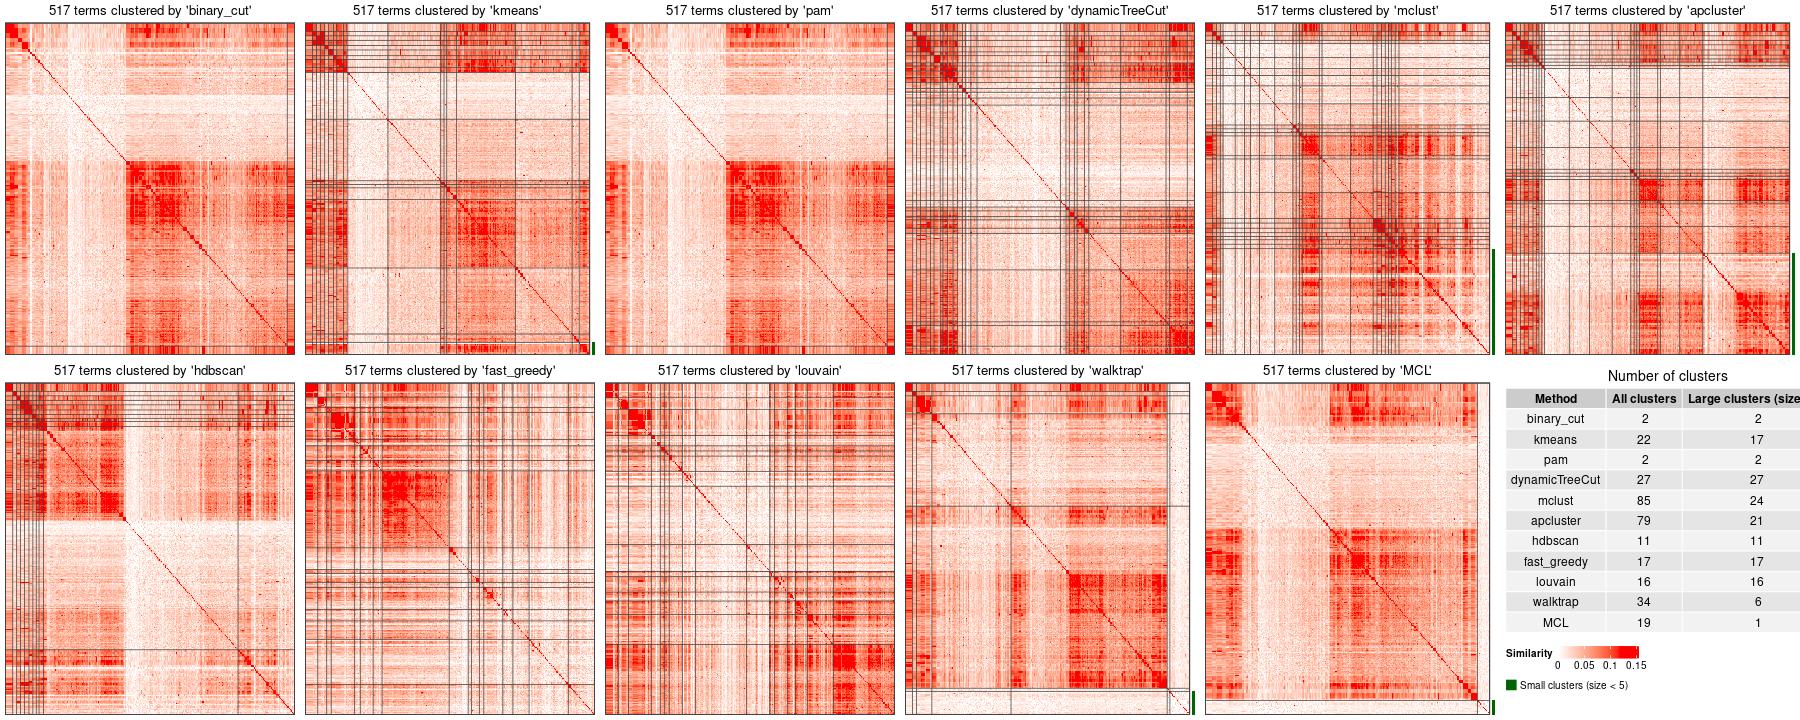 517 terms clustered by 'binary_cut'
517 terms clustered by 'kmeans'
517 terms clustered by 'pam'
517 terms clustered by 'dynamicTreeCut'
517 terms clustered by 'mclust'
517 terms clustered by 'apcluster'
517 terms clustered by 'hdbscan'
517 terms clustered by 'fast_greedy'
517 terms clustered by 'louvain'
517 terms clustered by 'walktrap'
517 terms clustered by 'MCL'
Number of clusters
Method All clusters Large clusters (size
binary_cut 2 2
kmeans 22 17
pam 2 2
dynamicTreeCut 27 27
mclust 85 24
apcluster 79 21
hdbscan 11 11
fast_greedy 17 17
louvain 16 16
walktrap 34 6
MCL 19 1
Similarity
0 0.05 0.1 0.15
Small clusters (size < 5)